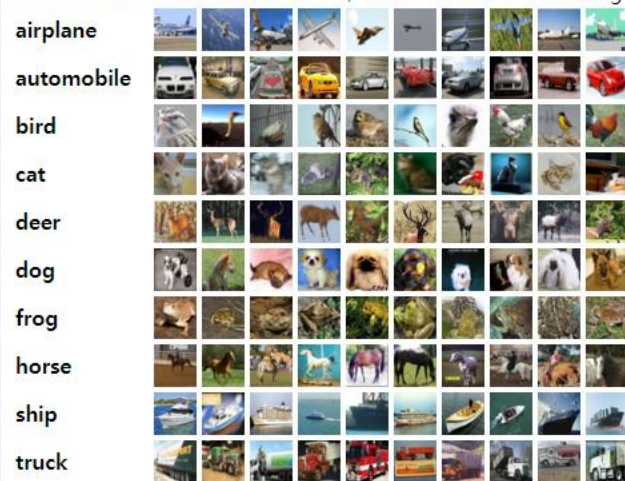 airplane
automobile
bird
cat
deer
dog
frog
horse
ship
truck